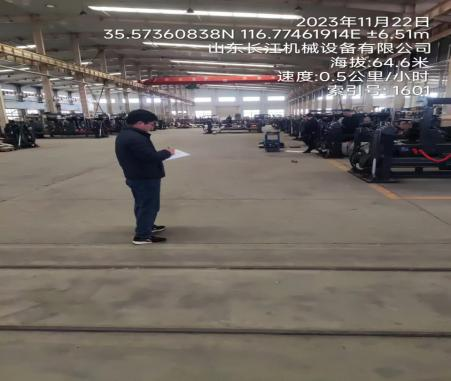 2023年11月22日
35.57360838N 116.77461914E ±6.51m
山东长江机械设备有限公司
海拔:64.6米
速度:0.5公里/小时
索引号: 1601